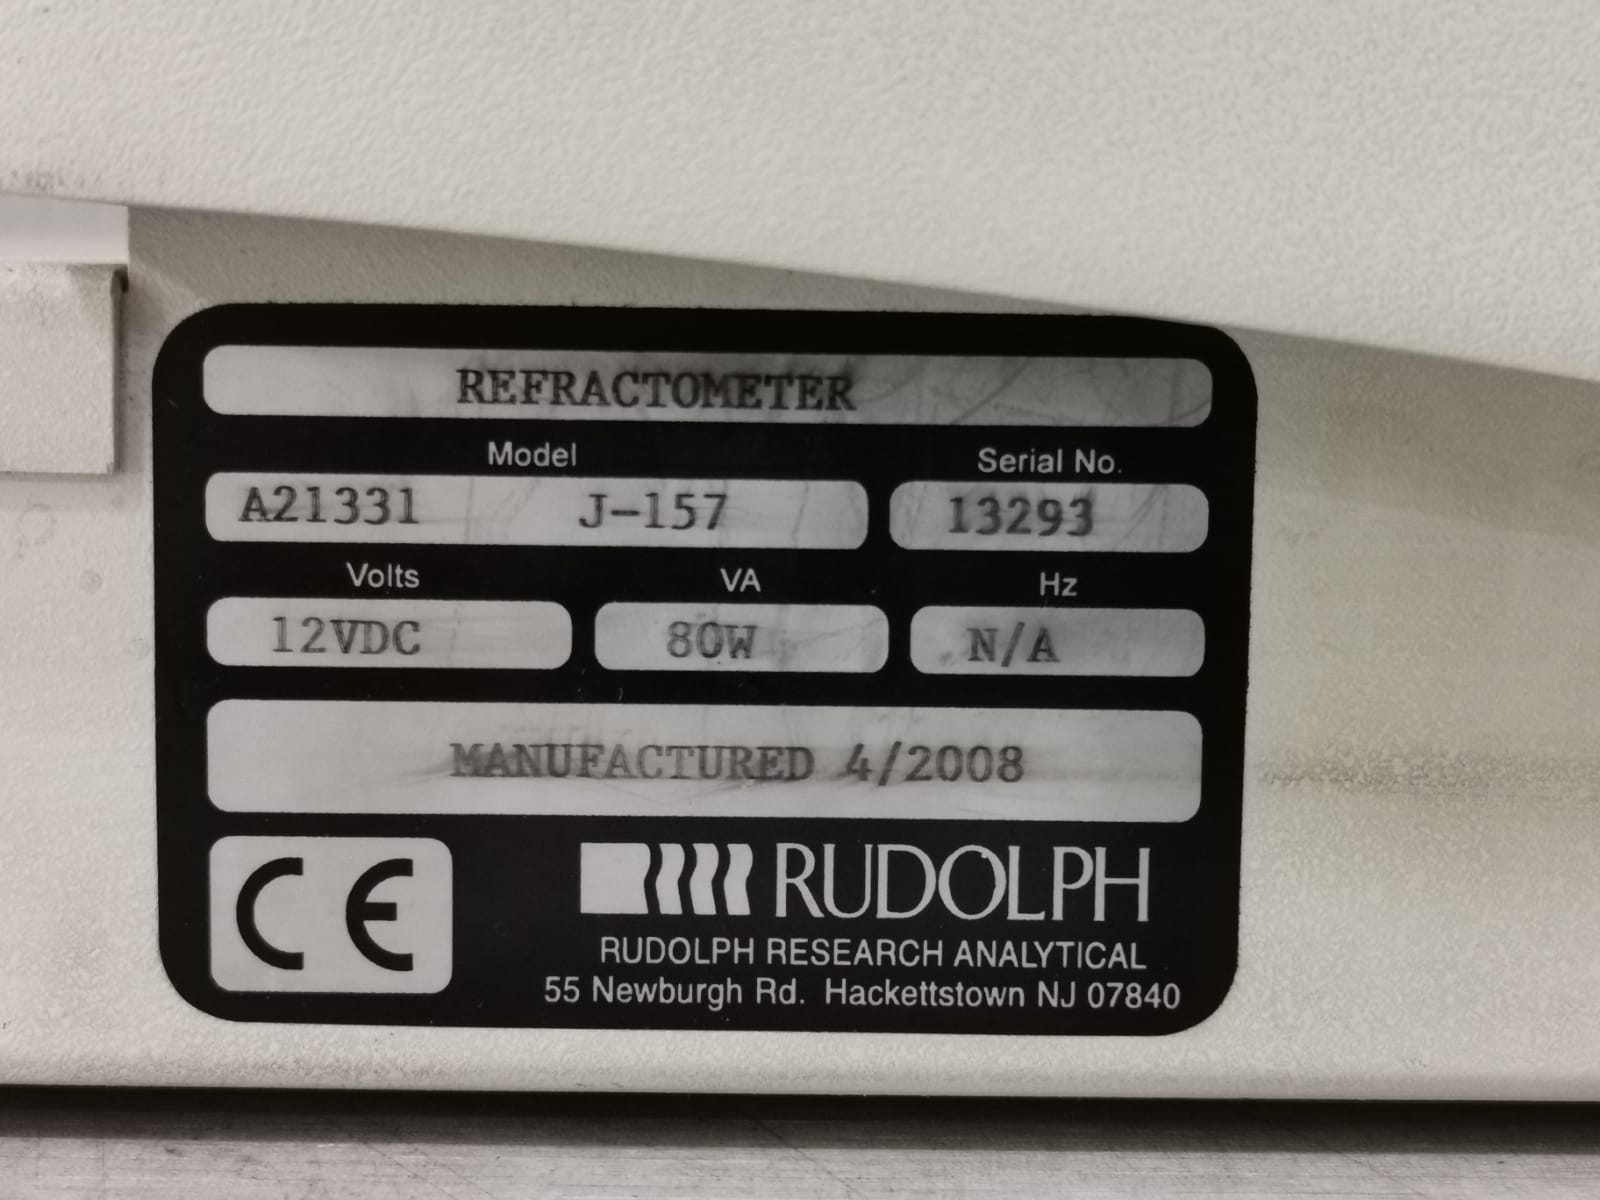 REFRACTOMETER
Model Serial No.
A21331 J-157 13293
Volts VA Hz
12VDC 80W N/A
MANUFACTURED 4/2008
CE RUDOLPH
RUDOLPH RESEARCH ANALYTICAL
55 Newburgh Rd. Hackettstown NJ 07840